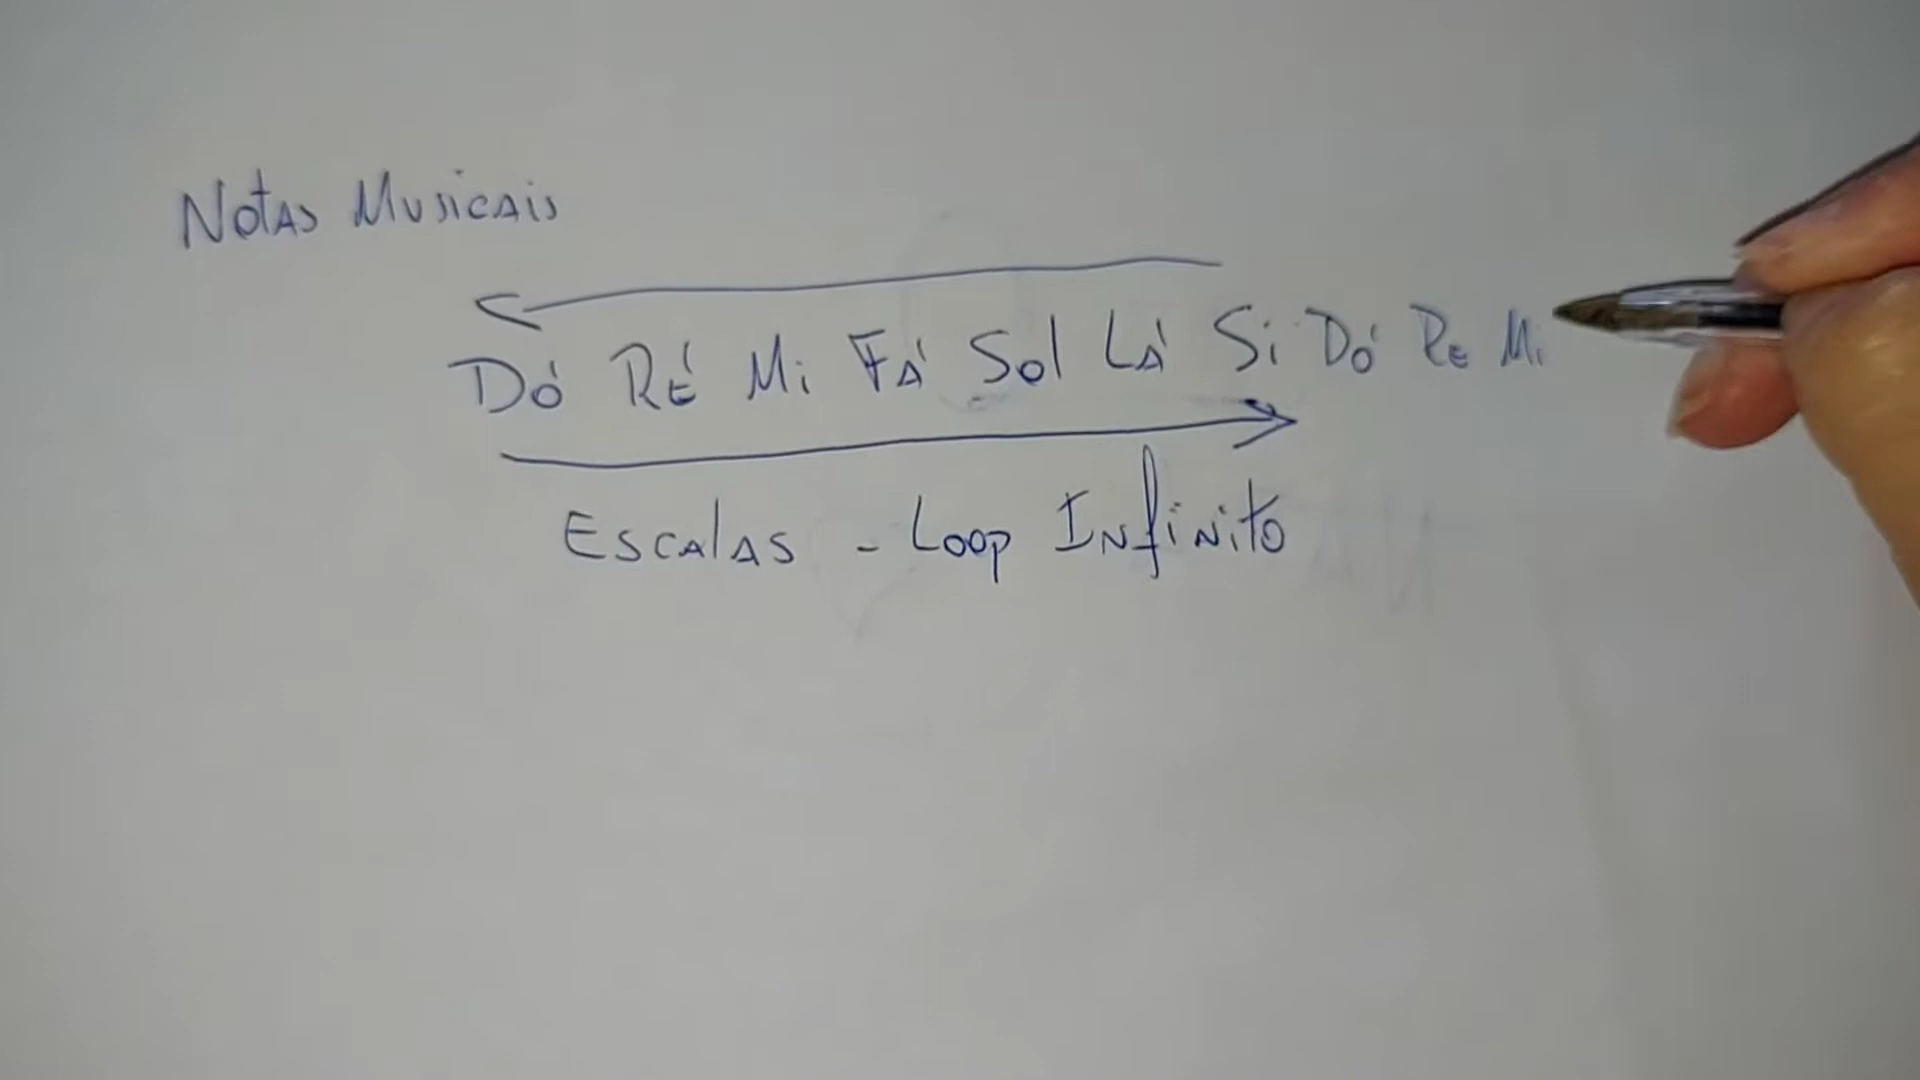 Notas Musicais
Dó Ré Mi Fá Sol Lá Si Dó Re Mi
Escalas - Loop Infinito